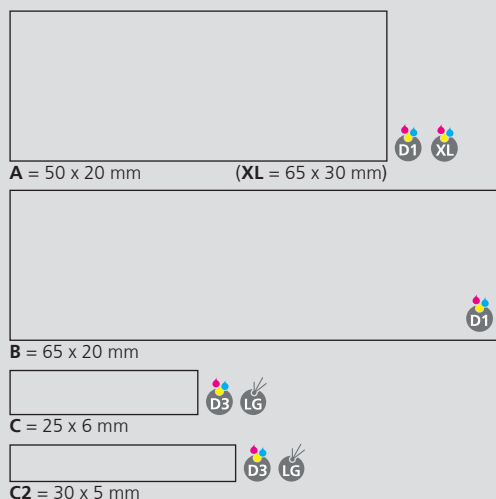 D1 XL
A = 50 x 20 mm (XL = 65 x 30 mm)
D1
B = 65 x 20 mm
D3 LG
C = 25 x 6 mm
D3 LG
C2 = 30 x 5 mm